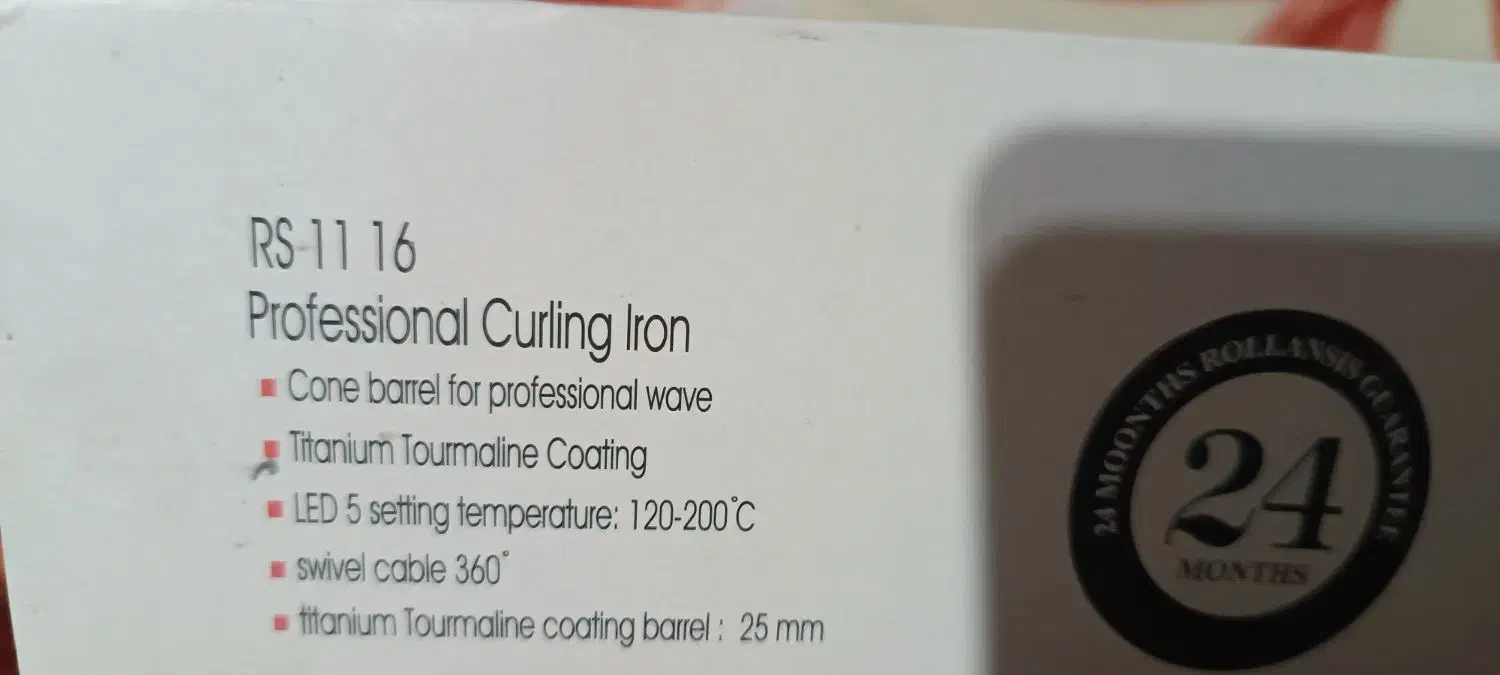 RS-11 16
Professional Curling Iron
Cone barrel for professional wave
Titanium Tourmaline Coating
LED 5 setting temperature: 120-200°C
swivel cable 360°
titanium Tourmaline coating barrel : 25 mm
24 MOONTHS ROLLANSIS GUARANTEE
24
MONTHS